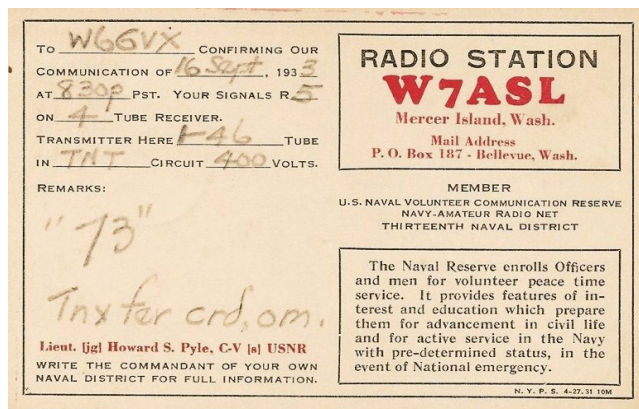 TO W6GVX CONFIRMING OUR
COMMUNICATION OF 16 Sept, 1933
AT 830p PST. YOUR SIGNALS R 5
ON 4 TUBE RECEIVER.
TRANSMITTER HERE 1-46 TUBE
IN TNT CIRCUIT 400 VOLTS.
REMARKS:
"73"
Tnx fer crd, om.
Lieut. [jg] Howard S. Pyle, C-V [s] USNR
WRITE THE COMMANDANT OF YOUR OWN
NAVAL DISTRICT FOR FULL INFORMATION.
RADIO STATION
W7ASL
Mercer Island, Wash.
Mail Address
P. O. Box 187 - Bellevue, Wash.
MEMBER
U.S. NAVAL VOLUNTEER COMMUNICATION RESERVE
NAVY-AMATEUR RADIO NET
THIRTEENTH NAVAL DISTRICT
The Naval Reserve enrolls Officers
and men for volunteer peace time
service. It provides features of in-
terest and education which prepare
them for advancement in civil life
and for active service in the Navy
with pre-determined status, in the
event of National emergency.
N. Y. P. S. 4-27-31 10M